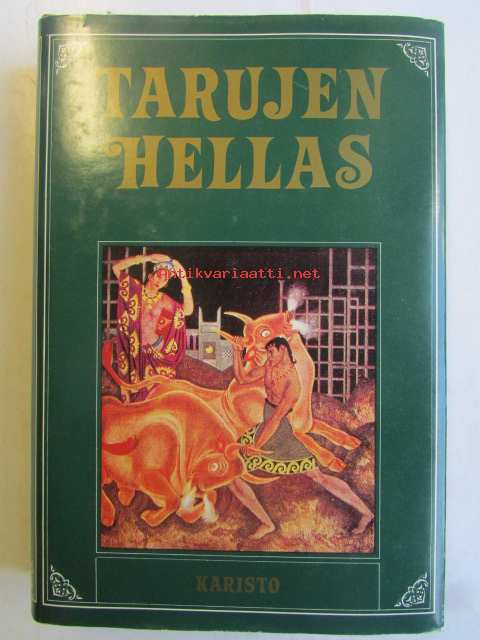 TARUJEN
HELLAS
Antikvariaatti.net
KARISTO